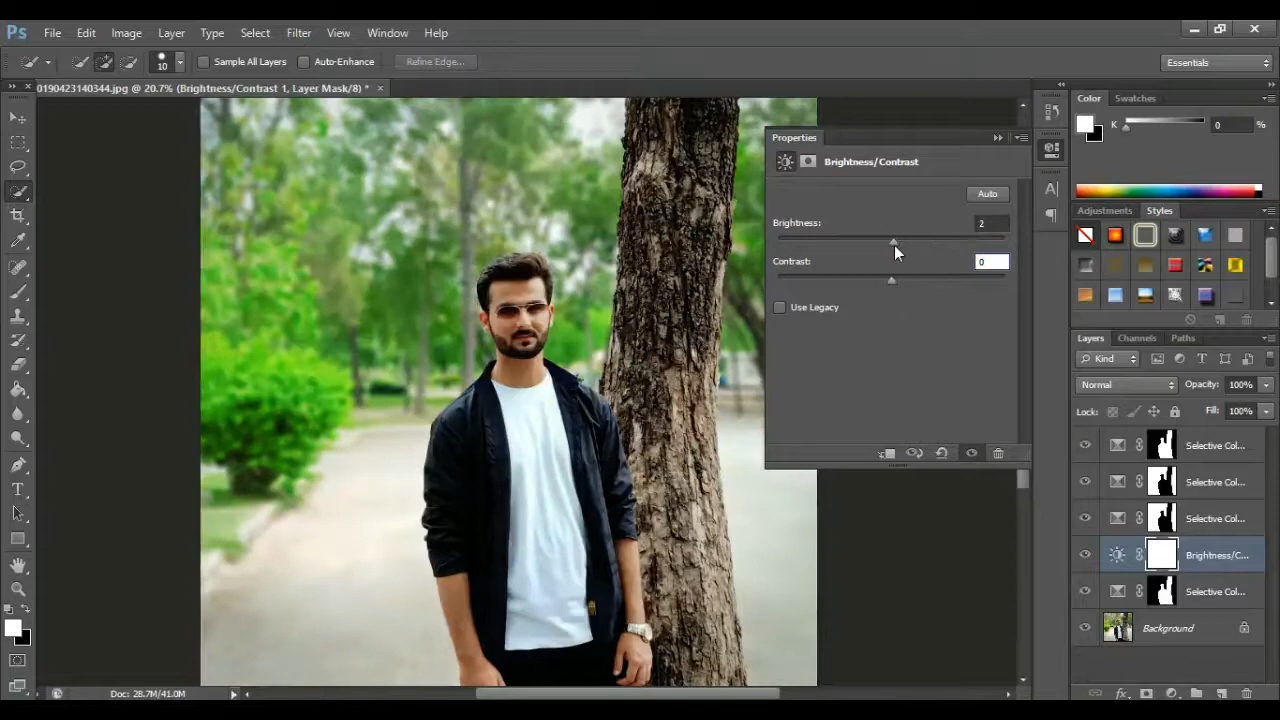 Ps File Edit Image Layer Type Select Filter View Window Help
10 Sample All Layers Auto-Enhance Refine Edge... Essentials
0190423140344.jpg @ 20.7% (Brightness/Contrast 1, Layer Mask/8) * ×
Color Swatches
K 0 %
Properties
Brightness/Contrast
Auto
Brightness: 2
Contrast: 0
Use Legacy
Adjustments Styles
Layers Channels Paths
Kind
Normal Opacity: 100%
Lock: Fill: 100%
Selective Col...
Selective Col...
Selective Col...
Brightness/C...
Selective Col...
Background
Doc: 28.7M/41.0M